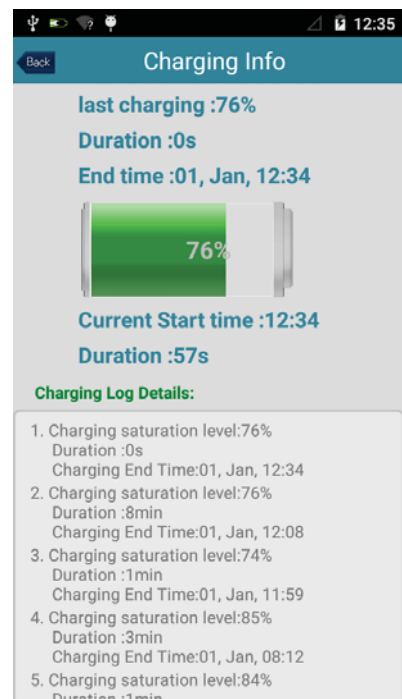 12:35
Back
Charging Info
last charging :76%
Duration :0s
End time :01, Jan, 12:34
76%
Current Start time :12:34
Duration :57s
Charging Log Details:
1. Charging saturation level:76%
Duration :0s
Charging End Time:01, Jan, 12:34
2. Charging saturation level:76%
Duration :8min
Charging End Time:01, Jan, 12:08
3. Charging saturation level:74%
Duration :1min
Charging End Time:01, Jan, 11:59
4. Charging saturation level:85%
Duration :3min
Charging End Time:01, Jan, 08:12
5. Charging saturation level:84%
Duration :1min